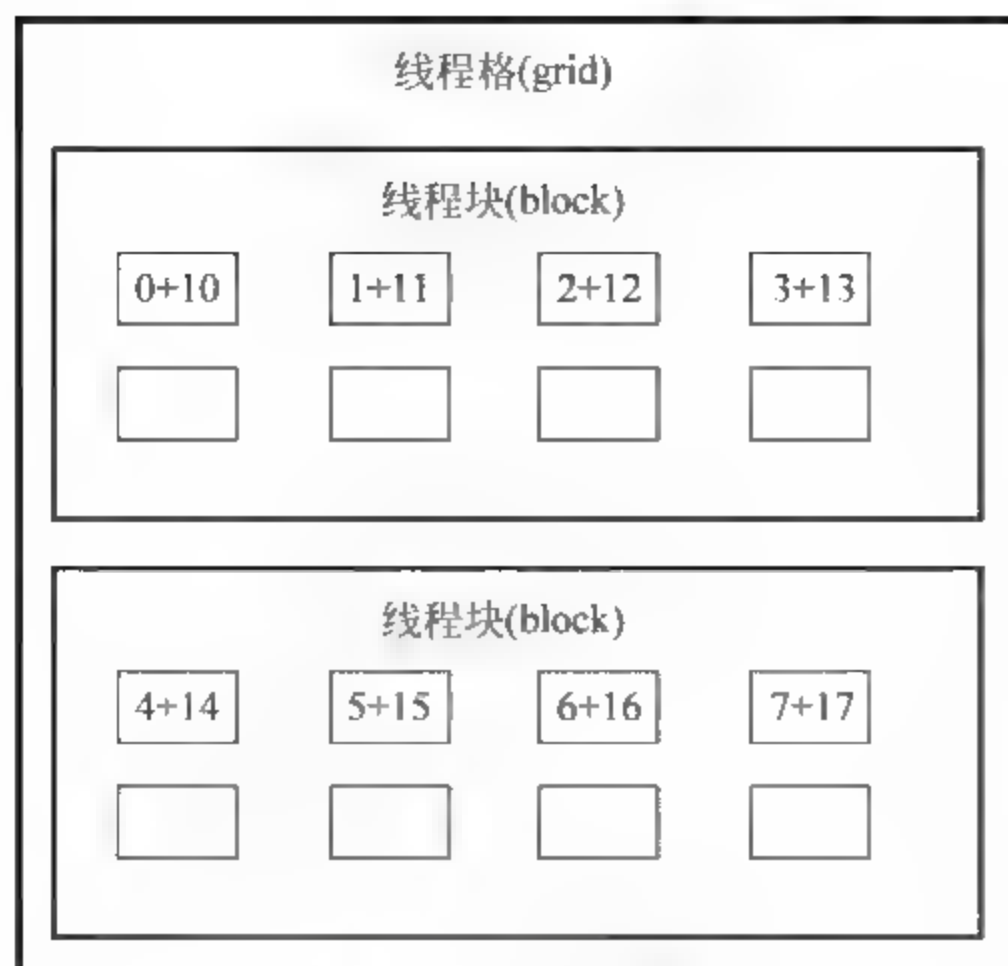 线程格(grid)
线程块(block)
0+10 1+11 2+12 3+13
线程块(block)
4+14 5+15 6+16 7+17